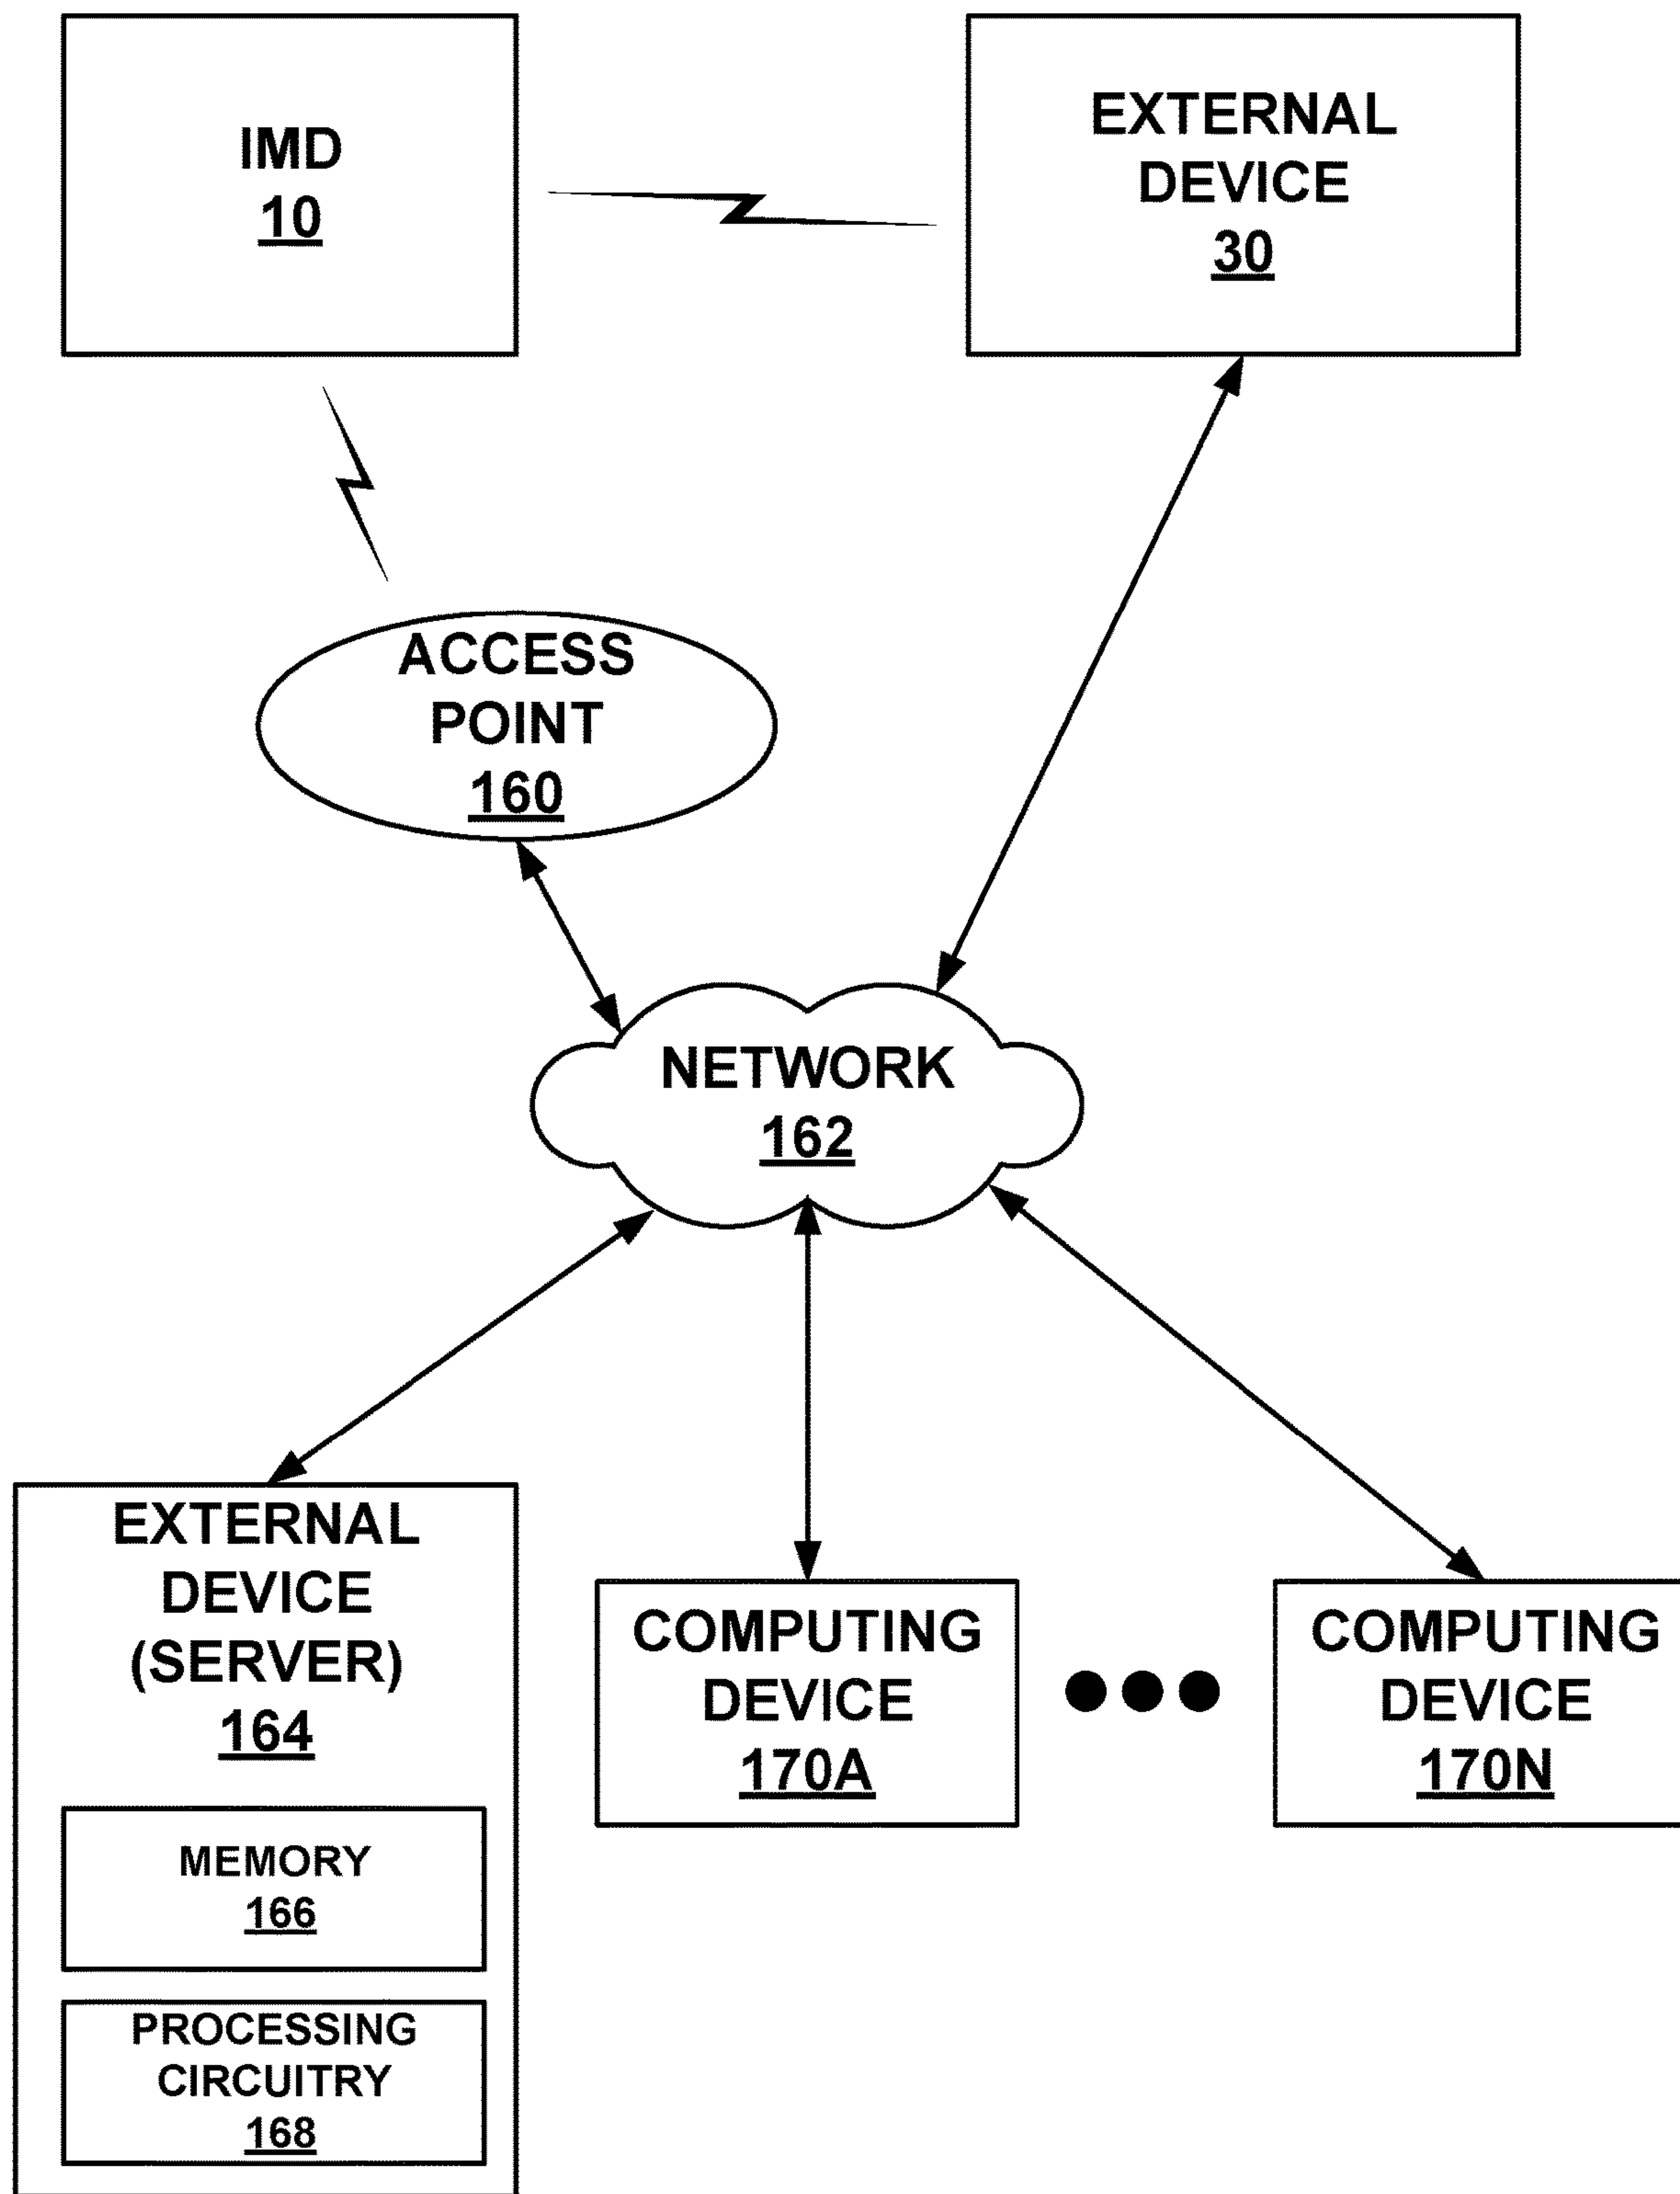 IMD
10
EXTERNAL
DEVICE
30
ACCESS
POINT
160
NETWORK
162
EXTERNAL
DEVICE
(SERVER)
164
MEMORY
166
PROCESSING
CIRCUITRY
168
COMPUTING
DEVICE
170A
COMPUTING
DEVICE
170N